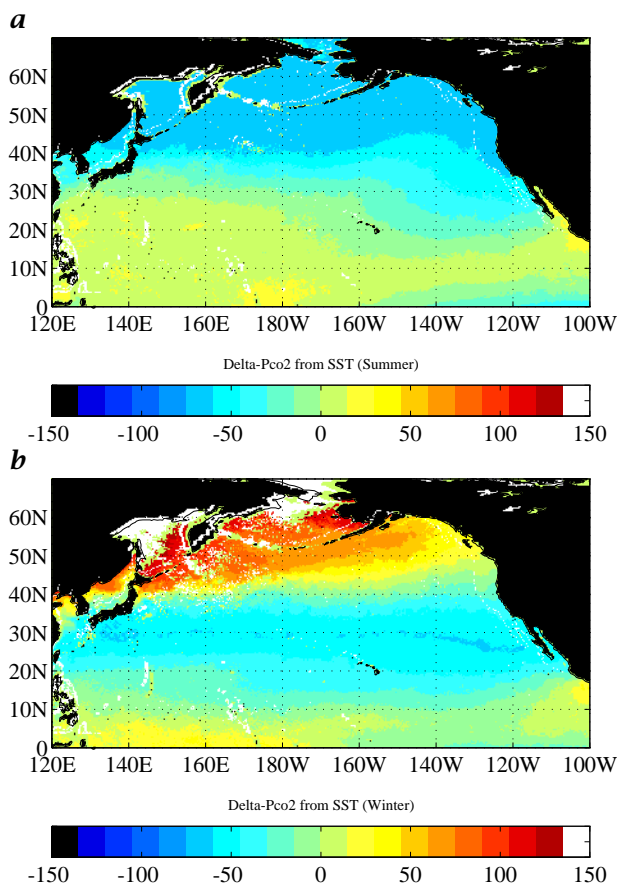 a
60N
50N
40N
30N
20N
10N
0
120E 140E 160E 180W 160W 140W 120W 100W
Delta-Pco2 from SST (Summer)
-150 -100 -50 0 50 100 150
b
60N
50N
40N
30N
20N
10N
0
120E 140E 160E 180W 160W 140W 120W 100W
Delta-Pco2 from SST (Winter)
-150 -100 -50 0 50 100 150